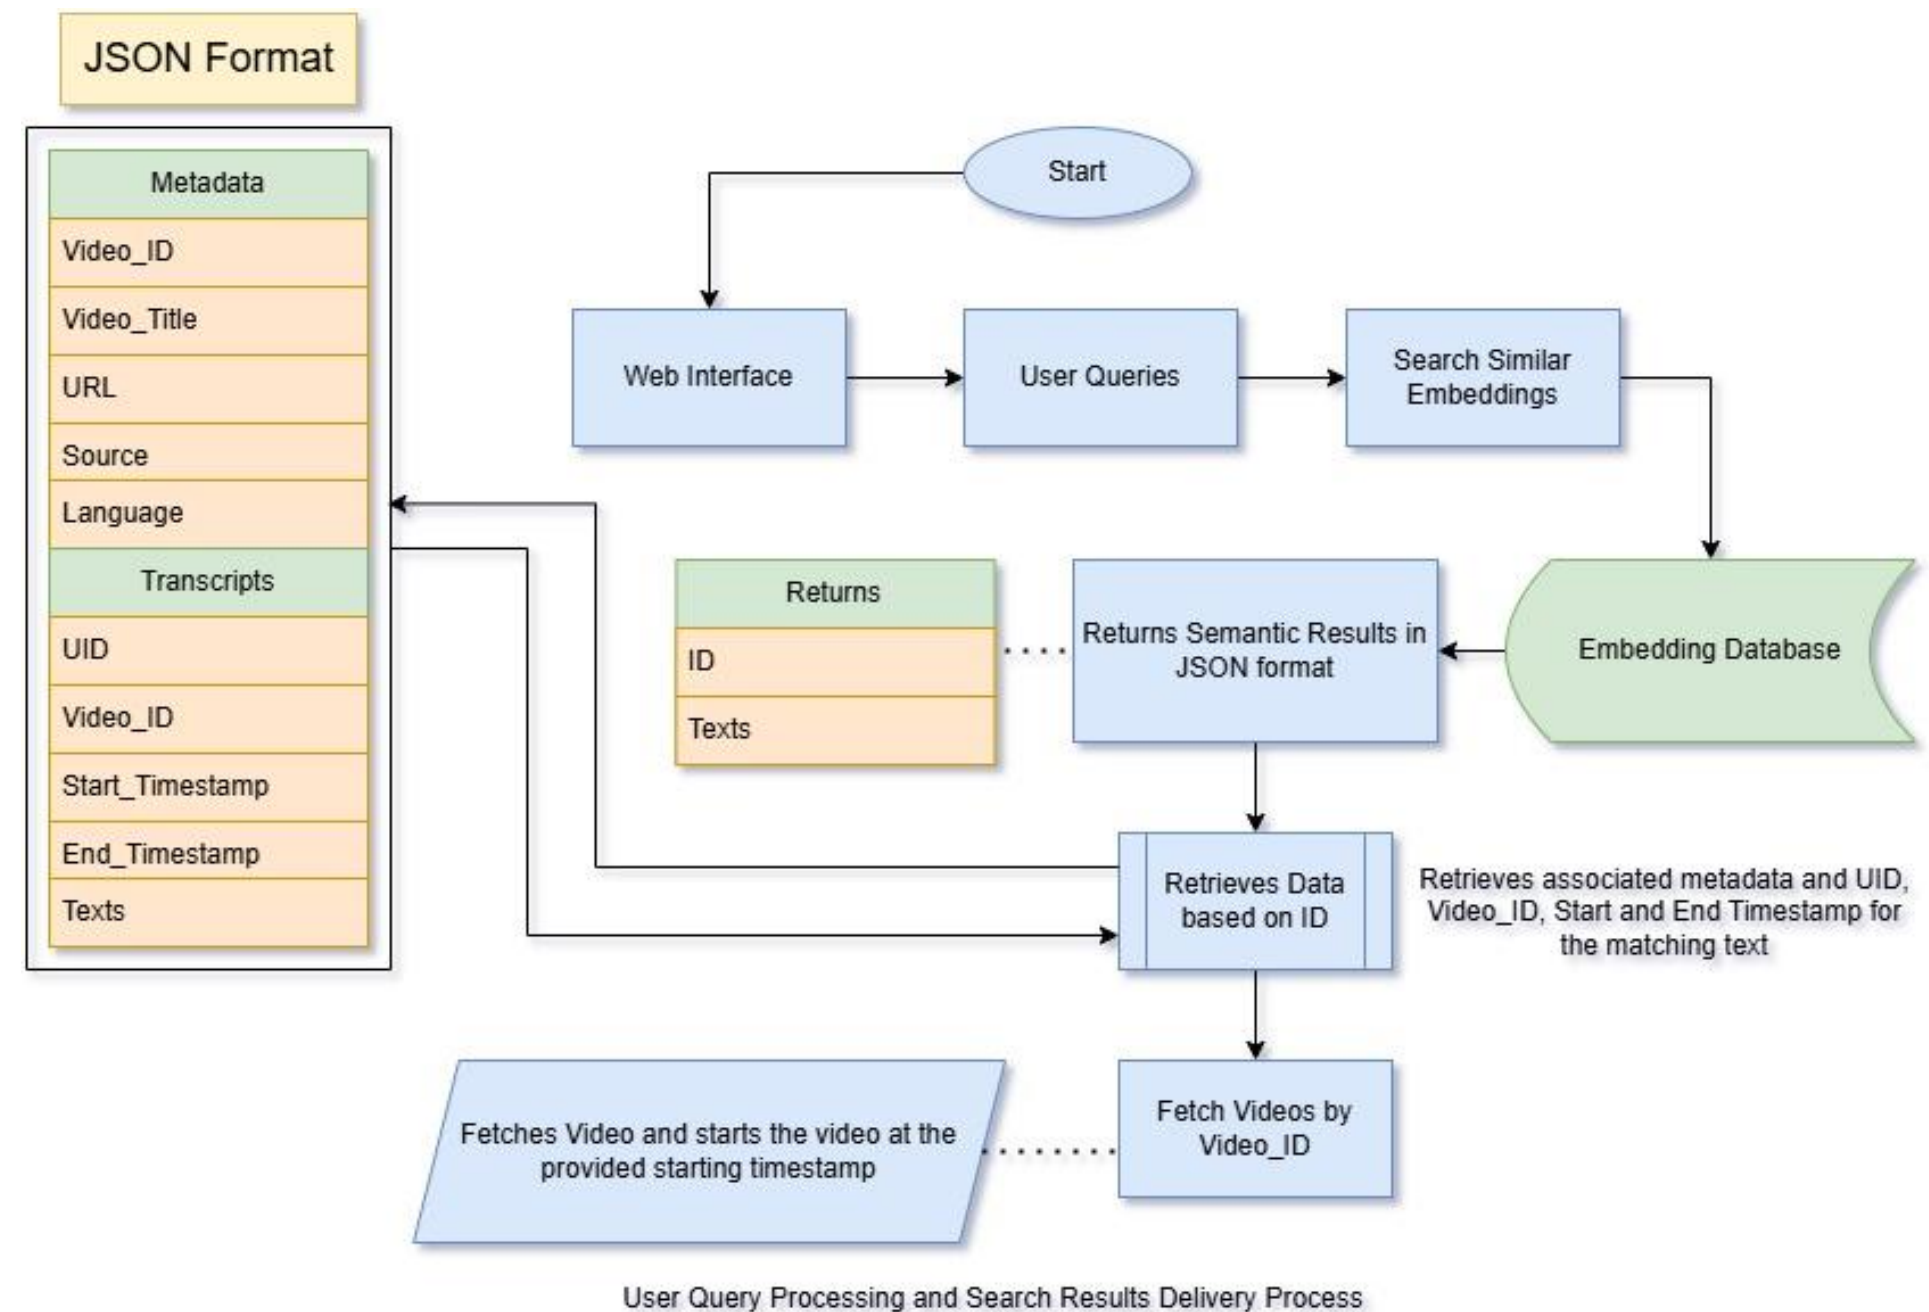 JSON Format
Metadata
Video_ID
Video_Title
URL
Source
Language
Transcripts
UID
Video_ID
Start_Timestamp
End_Timestamp
Texts
Start
Web Interface
User Queries
Search Similar
Embeddings
Returns
ID
Texts
Returns Semantic Results in
JSON format
Embedding Database
Retrieves Data
based on ID
Retrieves associated metadata and UID,
Video_ID, Start and End Timestamp for
the matching text
Fetches Video and starts the video at the
provided starting timestamp
Fetch Videos by
Video_ID
User Query Processing and Search Results Delivery Process